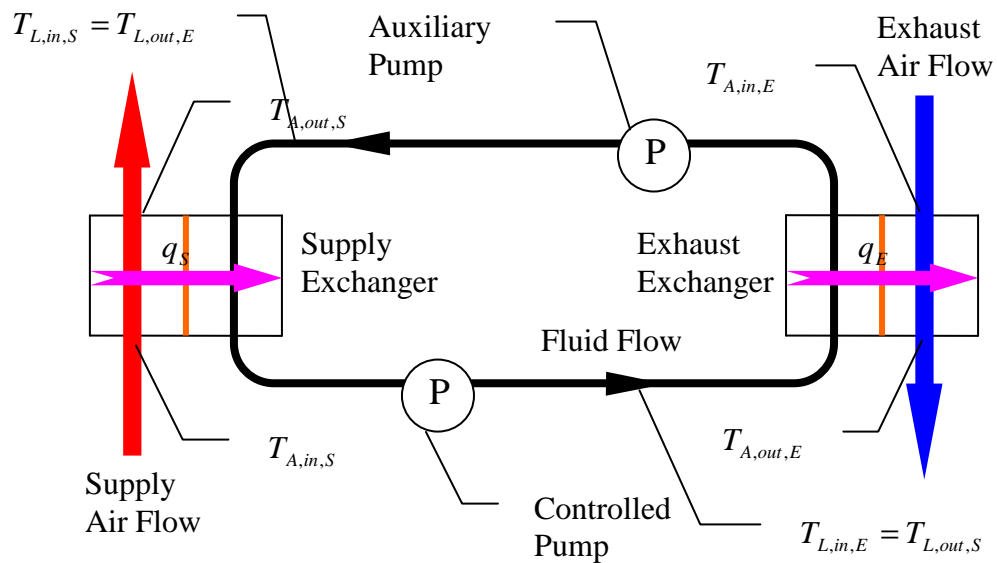 T_{L,in,S} = T_{L,out,E}
Auxiliary
Pump
Exhaust
Air Flow
T_{A,in,E}
T_{A,out,S}
P
q_S
Supply
Exchanger
Exhaust
Exchanger
q_E
Fluid Flow
P
T_{A,in,S}
T_{A,out,E}
Supply
Air Flow
Controlled
Pump
T_{L,in,E} = T_{L,out,S}